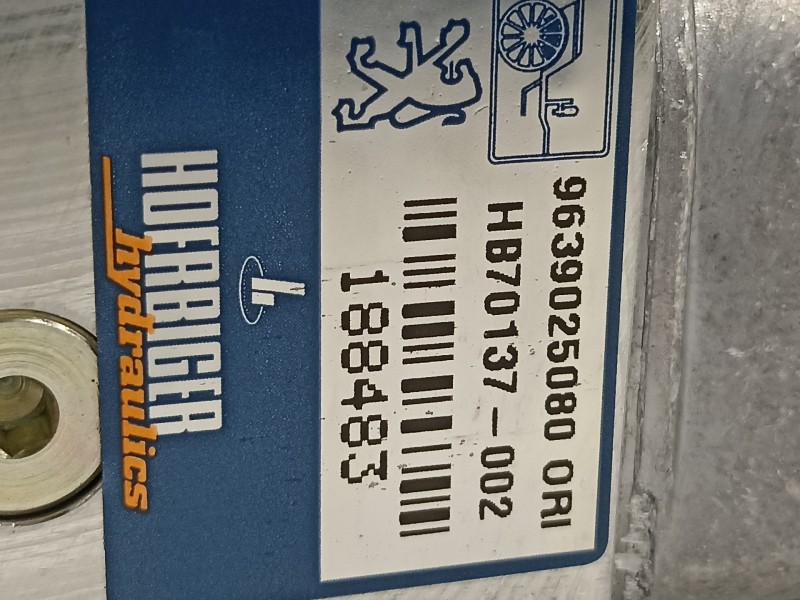 9639025080 ORI
HB70137-002
188483
HOERBIGER
hydraulics